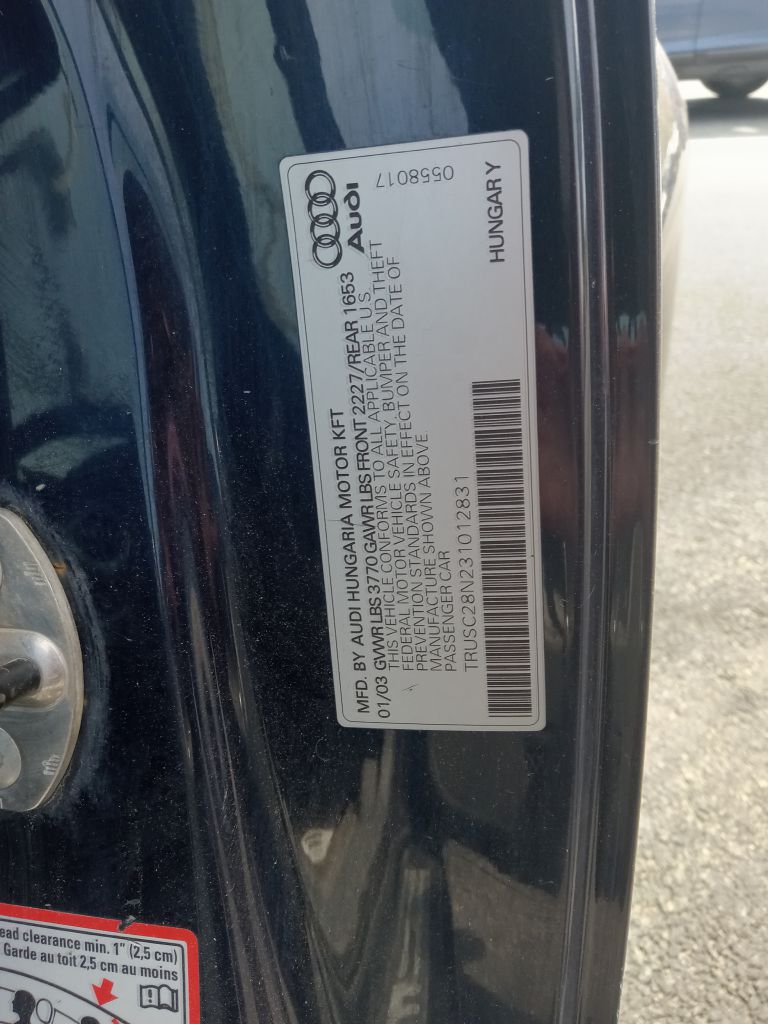 Audi
0558017
MFD. BY AUDI HUNGARIA MOTOR KFT
01/03 GVWR LBS 3770 GAWR LBS FRONT 2227/REAR 1653
THIS VEHICLE CONFORMS TO ALL APPLICABLE U.S.
FEDERAL MOTOR VEHICLE SAFETY, BUMPER AND THEFT
PREVENTION STANDARDS IN EFFECT ON THE DATE OF
MANUFACTURE SHOWN ABOVE
PASSENGER CAR
TRUSC28N231012831
HUNGARY
ead clearance min. 1" (2,5 cm)
Garde au toit 2,5 cm au moins